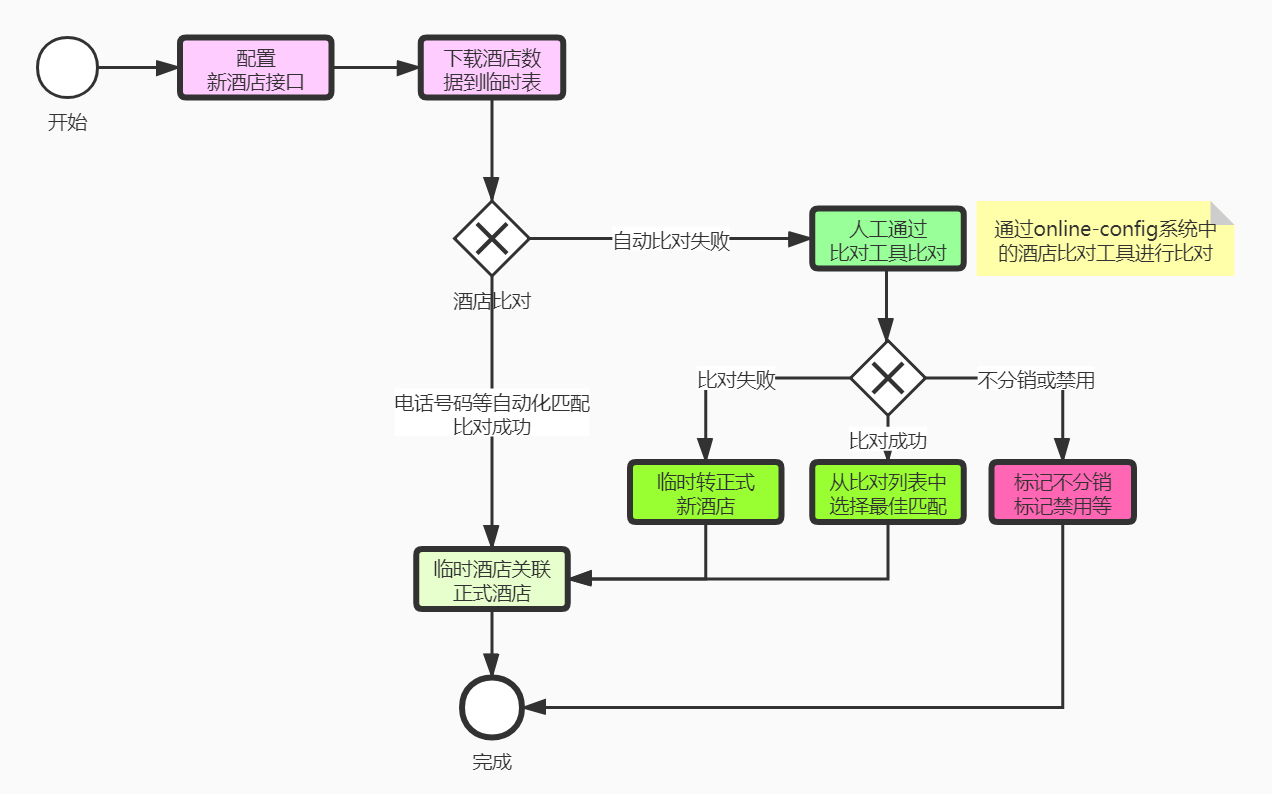 配置
新酒店接口
下载酒店数
据到临时表
开始
人工通过
比对工具比对
通过online-config系统中
的酒店比对工具进行比对
自动比对失败
酒店比对
电话号码等自动化匹配
比对成功
比对失败
不分销或禁用
比对成功
临时转正式
新酒店
从比对列表中
选择最佳匹配
标记不分销
标记禁用等
临时酒店关联
正式酒店
完成